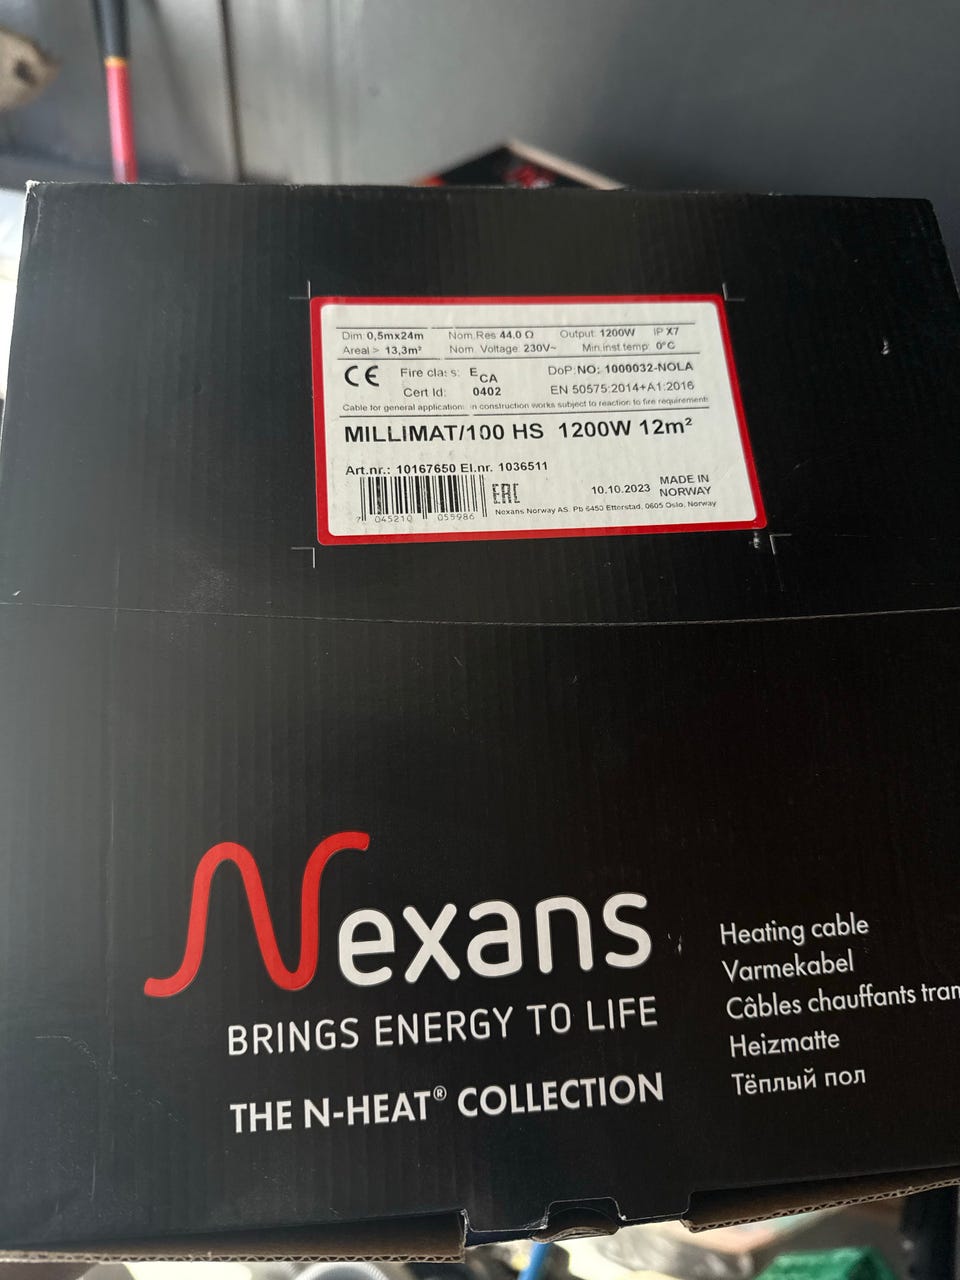 Dim 0,5mx24m Nom.Res 44.0 Ω Output 1200W IP X7
Areal > 13,3m² Nom. Voltage: 230V~ Min.inst.temp: 0°C
CE Fire class: ECA DoP NO: 1000032-NOLA
Cert Id: 0402 EN 50575:2014+A1:2016
Cable for general applications in construction works subject to reaction to fire requirements
MILLIMAT/100 HS 1200W 12m²
Art.nr.: 10167650 El.nr. 1036511
EAC 10.10.2023 MADE IN
NORWAY
7 045210 055986 Nexans Norway AS. Pb 6450 Etterstad, 0605 Oslo, Norway
Nexans
BRINGS ENERGY TO LIFE
THE N-HEAT® COLLECTION
Heating cable
Varmekabel
Câbles chauffants tram
Heizmatte
Тёплый пол